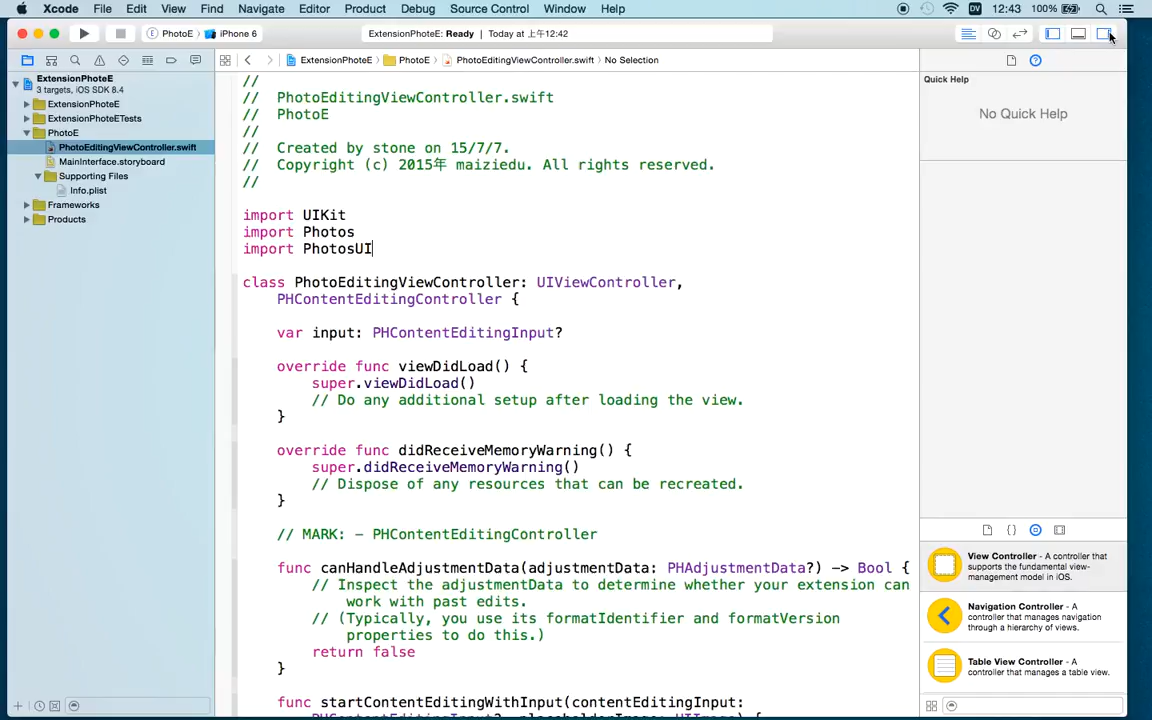 Xcode File Edit View Find Navigate Editor Product Debug Source Control Window Help
DV 12:43 100%
PhotoE iPhone 6
ExtensionPhoteE: Ready | Today at 上午12:42
ExtensionPhoteE PhotoE PhotoEditingViewController.swift No Selection
ExtensionPhoteE
3 targets, iOS SDK 8.4
ExtensionPhoteE
ExtensionPhoteETests
PhotoE
PhotoEditingViewController.swift
MainInterface.storyboard
Supporting Files
Info.plist
Frameworks
Products
//
// PhotoEditingViewController.swift
// PhotoE
//
// Created by stone on 15/7/7.
// Copyright (c) 2015年 maiziedu. All rights reserved.
//
import UIKit
import Photos
import PhotosUI
class PhotoEditingViewController: UIViewController,
PHContentEditingController {
var input: PHContentEditingInput?
override func viewDidLoad() {
super.viewDidLoad()
// Do any additional setup after loading the view.
}
override func didReceiveMemoryWarning() {
super.didReceiveMemoryWarning()
// Dispose of any resources that can be recreated.
}
// MARK: - PHContentEditingController
func canHandleAdjustmentData(adjustmentData: PHAdjustmentData?) -> Bool {
// Inspect the adjustmentData to determine whether your extension can
work with past edits.
// (Typically, you use its formatIdentifier and formatVersion
properties to do this.)
return false
}
func startContentEditingWithInput(contentEditingInput:
PHContentEditingInput?, placeholderImage: UIImage) {
Quick Help
No Quick Help
View Controller - A controller that
supports the fundamental view-
management model in iOS.
Navigation Controller - A
controller that manages navigation
through a hierarchy of views.
Table View Controller - A
controller that manages a table view.